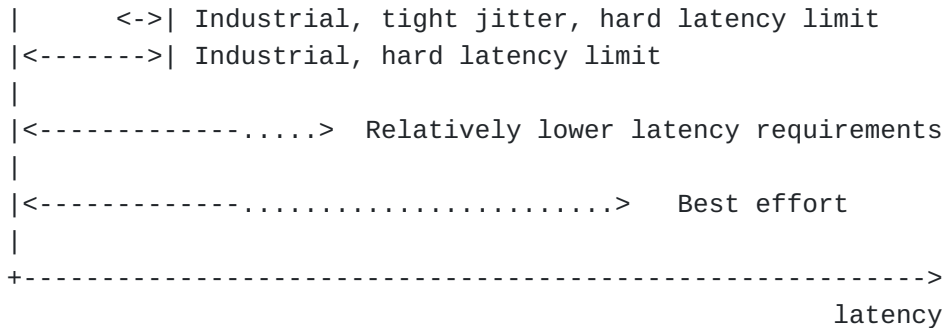 |      <->| Industrial, tight jitter, hard latency limit
|<------->| Industrial, hard latency limit
|
|<-------------.....>  Relatively lower latency requirements
|
|<-------------........................>   Best effort
|
+---------------------------------------------------------->
                                                     latency